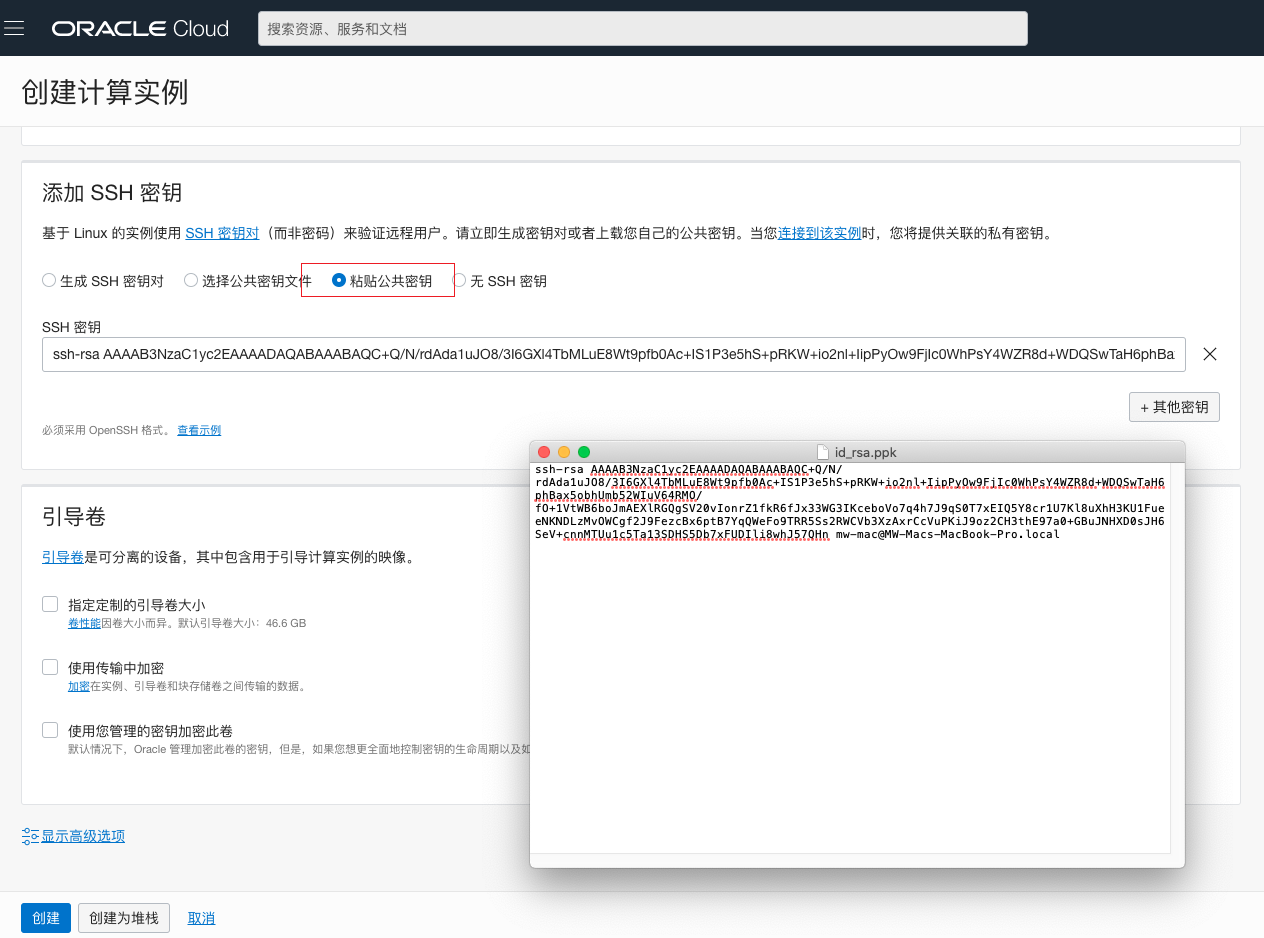 ORACLE Cloud
搜索资源、服务和文档
创建计算实例
添加 SSH 密钥
基于 Linux 的实例使用 SSH 密钥对（而非密码）来验证远程用户。请立即生成密钥对或者上载您自己的公共密钥。当您连接到该实例时，您将提供关联的私有密钥。
生成 SSH 密钥对 选择公共密钥文件 粘贴公共密钥 无 SSH 密钥
SSH 密钥
ssh-rsa AAAAB3NzaC1yc2EAAAADAQABAAABAQC+Q/N/rdAda1uJO8/3I6GXl4TbMLuE8Wt9pfb0Ac+IS1P3e5hS+pRKW+io2nl+IipPyOw9FjIc0WhPsY4WZR8d+WDQSwTaH6phBa
+ 其他密钥
必须采用 OpenSSH 格式。 查看示例
id_rsa.ppk
ssh-rsa AAAAB3NzaC1yc2EAAAADAQABAAABAQC+Q/N/
rdAda1uJO8/3I6GXl4TbMLuE8Wt9pfb0Ac+IS1P3e5hS+pRKW+io2nl+IipPyOw9FjIc0WhPsY4WZR8d+WDQSwTaH6
phBax5obhUmb52WIuV64RMO/
fO+1VtWB6boJmAEXlRGQgSV20vIonrZ1fkR6fJx33WG3IKceboVo7q4h7J9qS0T7xEIQ5Y8cr1U7Kl8uXhH3KU1Fue
eNKNDLzMvOWCgf2J9FezcBx6ptB7YqQWeFo9TRR5Ss2RWCVb3XzAxrCcVuPKiJ9oz2CH3thE97a0+GBuJNHXD0sJH6
SeV+cnnMTUu1c5Ta13SDHS5Db7xFUDIli8whJ57QHn mw-mac@MW-Macs-MacBook-Pro.local
引导卷
引导卷是可分离的设备，其中包含用于引导计算实例的映像。
指定定制的引导卷大小
卷性能因卷大小而异。默认引导卷大小：46.6 GB
使用传输中加密
加密在实例、引导卷和块存储卷之间传输的数据。
使用您管理的密钥加密此卷
默认情况下，Oracle 管理加密此卷的密钥，但是，如果您想更全面地控制密钥的生命周期以及如
显示高级选项
创建 创建为堆栈 取消